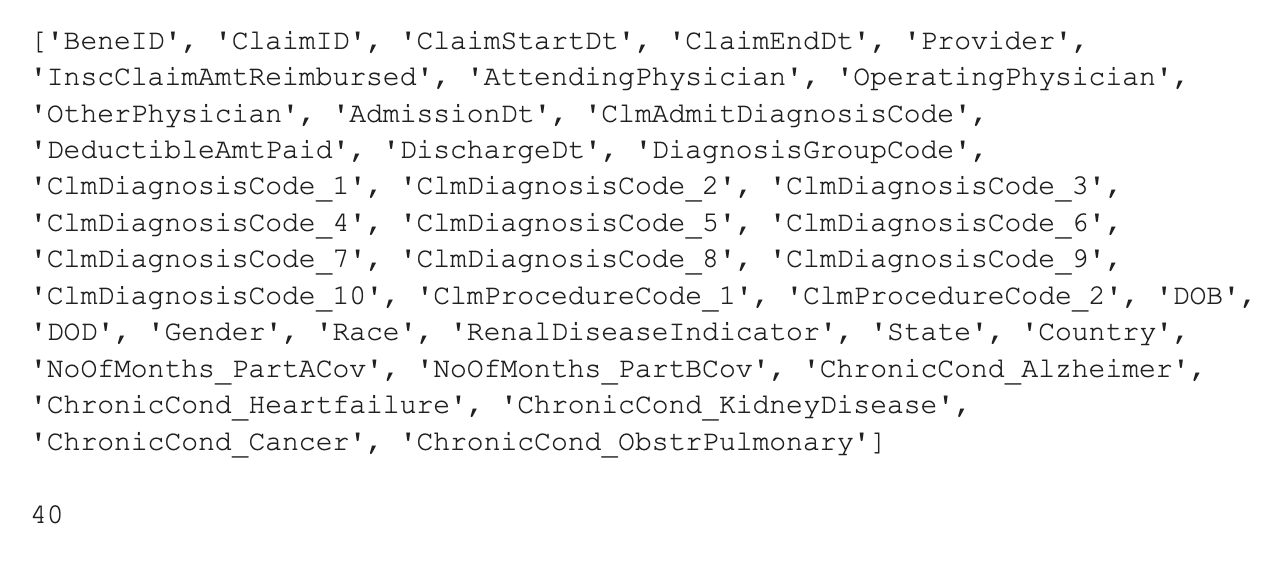 ['BeneID', 'ClaimID', 'ClaimStartDt', 'ClaimEndDt', 'Provider',
'InscClaimAmtReimbursed', 'AttendingPhysician', 'OperatingPhysician',
'OtherPhysician', 'AdmissionDt', 'ClmAdmitDiagnosisCode',
'DeductibleAmtPaid', 'DischargeDt', 'DiagnosisGroupCode',
'ClmDiagnosisCode_1', 'ClmDiagnosisCode_2', 'ClmDiagnosisCode_3',
'ClmDiagnosisCode_4', 'ClmDiagnosisCode_5', 'ClmDiagnosisCode_6',
'ClmDiagnosisCode_7', 'ClmDiagnosisCode_8', 'ClmDiagnosisCode_9',
'ClmDiagnosisCode_10', 'ClmProcedureCode_1', 'ClmProcedureCode_2', 'DOB',
'DOD', 'Gender', 'Race', 'RenalDiseaseIndicator', 'State', 'Country',
'NoOfMonths_PartACov', 'NoOfMonths_PartBCov', 'ChronicCond_Alzheimer',
'ChronicCond_Heartfailure', 'ChronicCond_KidneyDisease',
'ChronicCond_Cancer', 'ChronicCond_ObstrPulmonary']
40